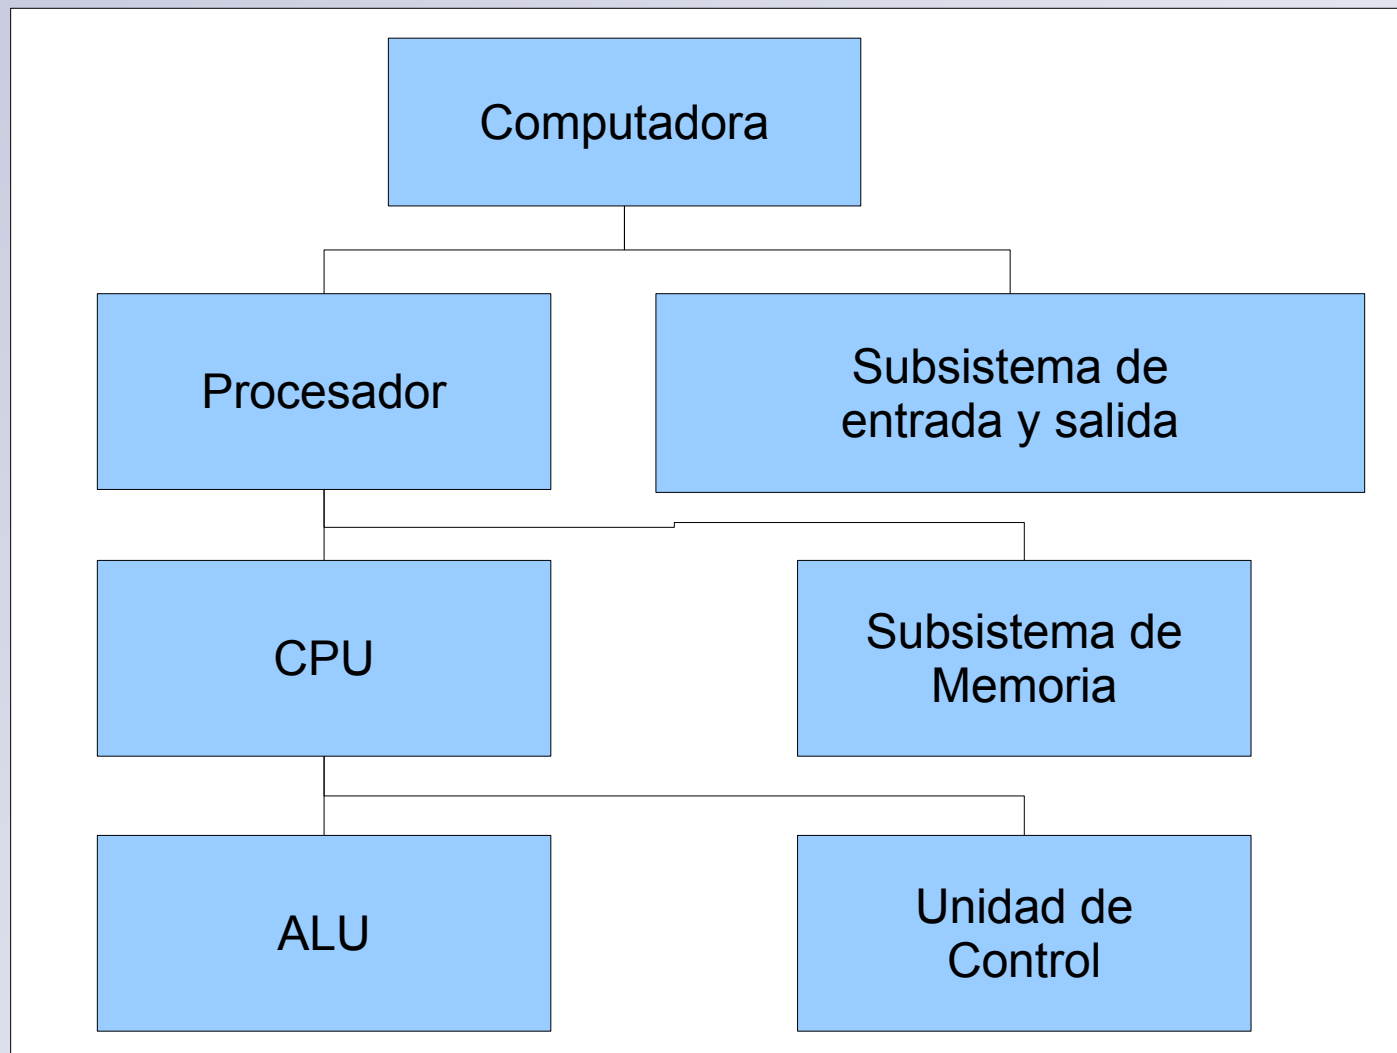 Computadora
Procesador
Subsistema de
entrada y salida
CPU
Subsistema de
Memoria
ALU
Unidad de
Control